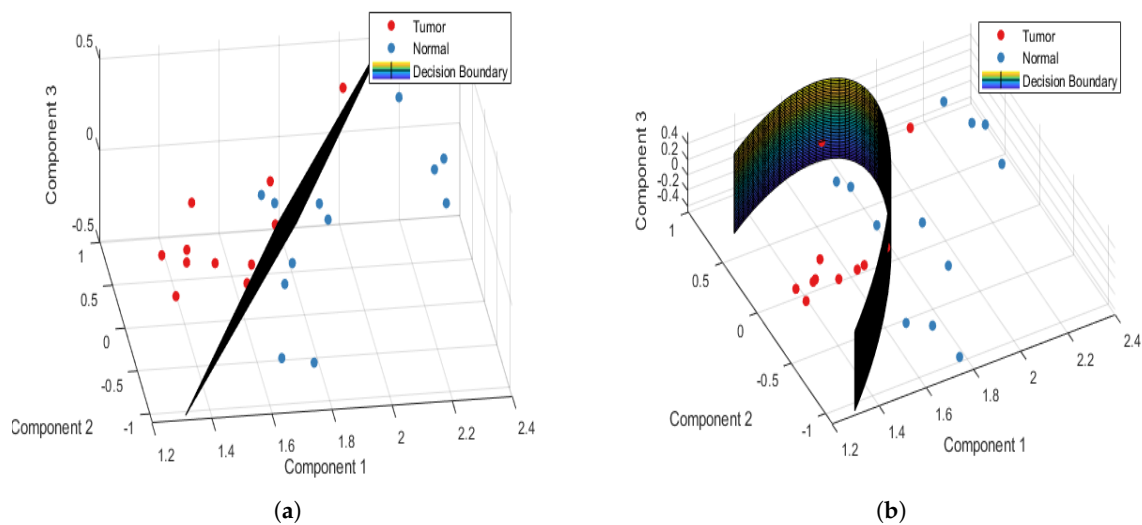 Tumor
Normal
Decision Boundary
0.5
0
-0.5
Component 3
1
0.5
0
-0.5
-1
Component 2
1.2
1.4
1.6
1.8
2
2.2
2.4
Component 1
(a)
Tumor
Normal
Decision Boundary
Component 3
0.4
0.2
0
-0.2
-0.4
1
0.5
0
-0.5
-1
Component 2
1.2
1.4
1.6
1.8
2
2.2
2.4
Component 1
(b)